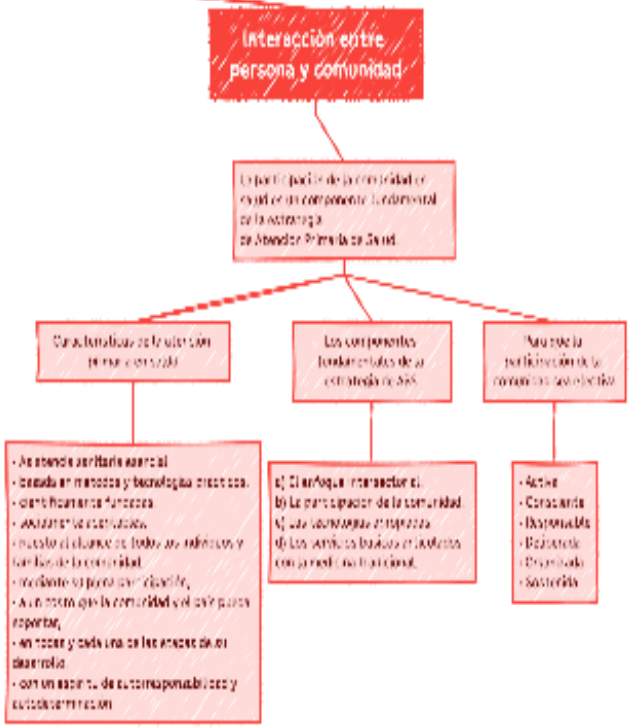 Interacción entre
persona y comunidad
La participación de la comunidad en
salud es un componente fundamental
de la estrategia
de Atención Primaria de Salud.
Características de la atención
primaria en salud
Los componentes
fundamentales de la
estrategia de APS
Para que la
participación de la
comunidad sea efectiva
- Asistencia sanitaria esencial
- basada en métodos y tecnologías prácticos,
- científicamente fundadas,
- socialmente aceptables,
- Puesto al alcance de todos los individuos y
familias de la comunidad,
- mediante su plena participación,
- a un costo que la comunidad y el país pueda
soportar,
- en todas y cada una de las etapas de su
desarrollo
- con un espíritu de autorresponsabilidad y
autodeterminación
a) El enfoque intersectorial.
b) La participación de la comunidad.
c) Las tecnologías apropiadas
d) Los servicios básicos articulados
con la medicina tradicional.
- Activa
- Consciente
- Responsable
- Deliberada
- Organizada
- Sostenida